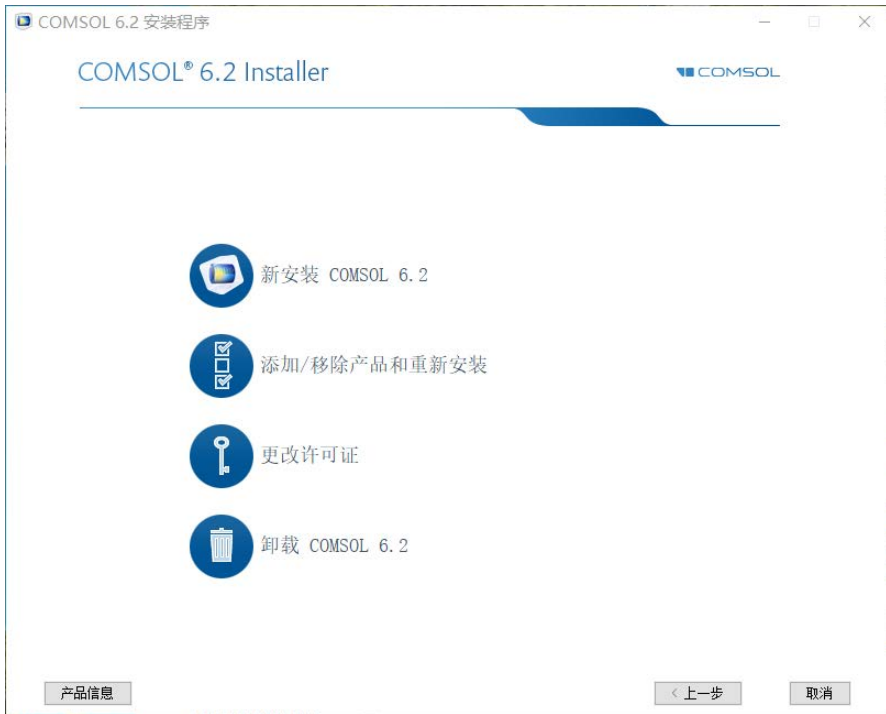 COMSOL 6.2 安装程序
COMSOL® 6.2 Installer
COMSOL
新安装 COMSOL 6.2
添加/移除产品和重新安装
更改许可证
卸载 COMSOL 6.2
产品信息
< 上一步
取消